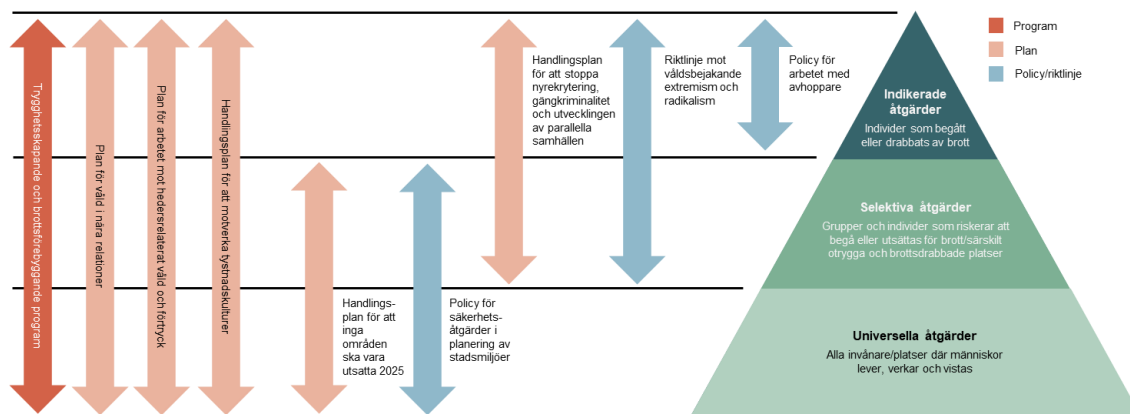 Trygghetsskapande och brottsförebyggande program
Plan för våld i nära relationer
Plan för arbetet mot hedersrelaterat våld och förtryck
Handlingsplan för att motverka tystnadskulturer
Handlings-
plan för att
inga
områden
ska vara
utsatta 2025
Policy för
säkerhets-
åtgärder i
planering av
stadsmiljöer
Handlingsplan
för att stoppa
nyrekrytering,
gängkriminalitet
och utvecklingen
av parallella
samhällen
Riktlinje mot
våldsbejakande
extremism och
radikalism
Policy för
arbetet med
avhoppare
Indikerade
åtgärder
Individer som begått
eller drabbats av brott
Selektiva åtgärder
Grupper och individer som riskerar att
begå eller utsättas för brott/särskilt
otrygga och brottsdrabbade platser
Universella åtgärder
Alla invånare/platser där människor
lever, verkar och vistas
Program
Plan
Policy/riktlinje